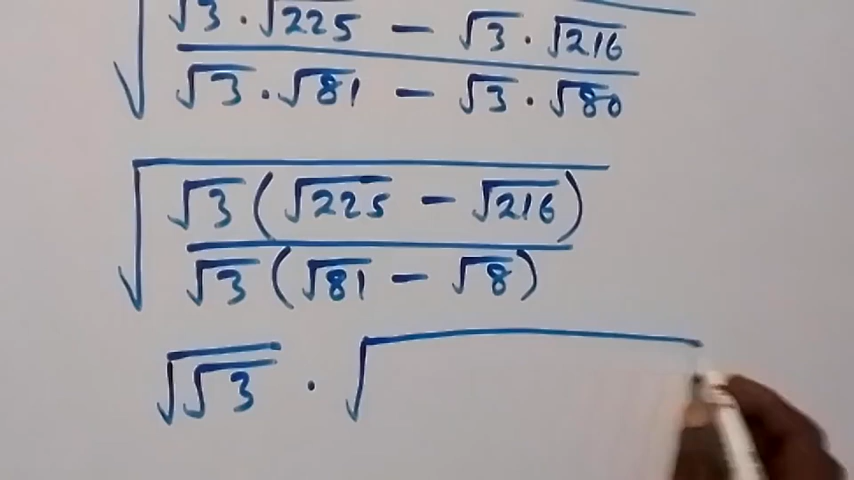 √(√3 · √225 − √3 · √216
√3 · √81 − √3 · √80)
√(√3(√225 − √216)
√3(√81 − √8))
√√3 · √